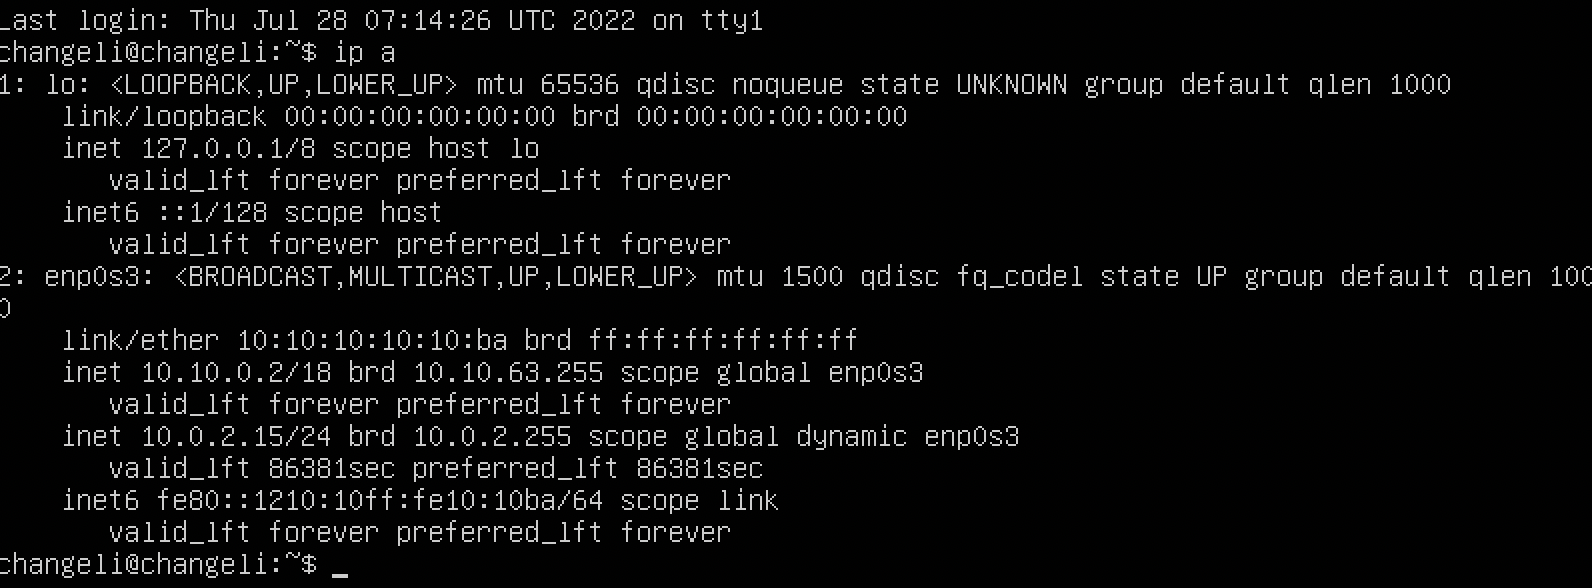 Last login: Thu Jul 28 07:14:26 UTC 2022 on tty1
changeli@changeli:~$ ip a
1: lo: <LOOPBACK,UP,LOWER_UP> mtu 65536 qdisc noqueue state UNKNOWN group default qlen 1000
    link/loopback 00:00:00:00:00:00 brd 00:00:00:00:00:00
    inet 127.0.0.1/8 scope host lo
       valid_lft forever preferred_lft forever
    inet6 ::1/128 scope host
       valid_lft forever preferred_lft forever
2: enp0s3: <BROADCAST,MULTICAST,UP,LOWER_UP> mtu 1500 qdisc fq_codel state UP group default qlen 100
0
    link/ether 10:10:10:10:10:ba brd ff:ff:ff:ff:ff:ff
    inet 10.10.0.2/18 brd 10.10.63.255 scope global enp0s3
       valid_lft forever preferred_lft forever
    inet 10.0.2.15/24 brd 10.0.2.255 scope global dynamic enp0s3
       valid_lft 86381sec preferred_lft 86381sec
    inet6 fe80::1210:10ff:fe10:10ba/64 scope link
       valid_lft forever preferred_lft forever
changeli@changeli:~$ _